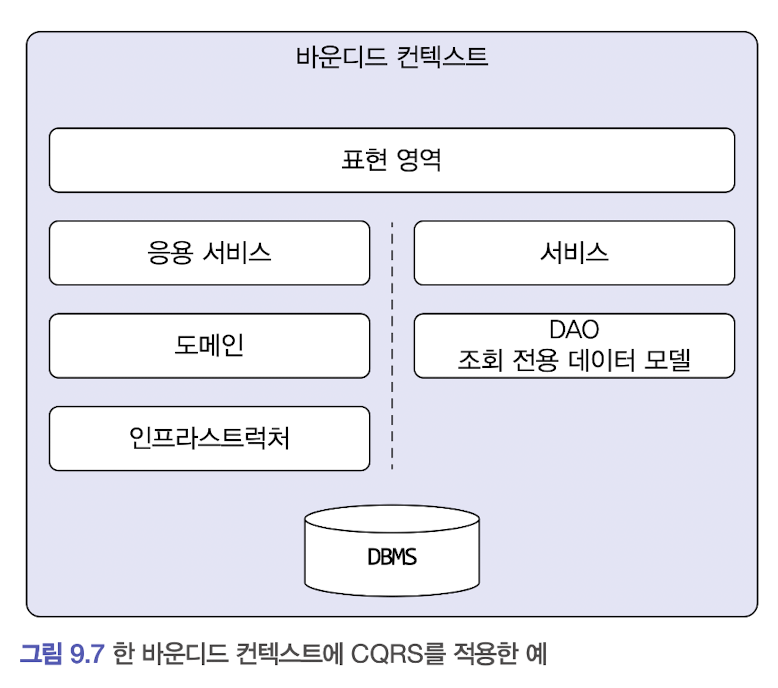 바운디드 컨텍스트
표현 영역
응용 서비스
서비스
도메인
DAO
조회 전용 데이터 모델
인프라스트럭처
DBMS
그림 9.7 한 바운디드 컨텍스트에 CQRS를 적용한 예